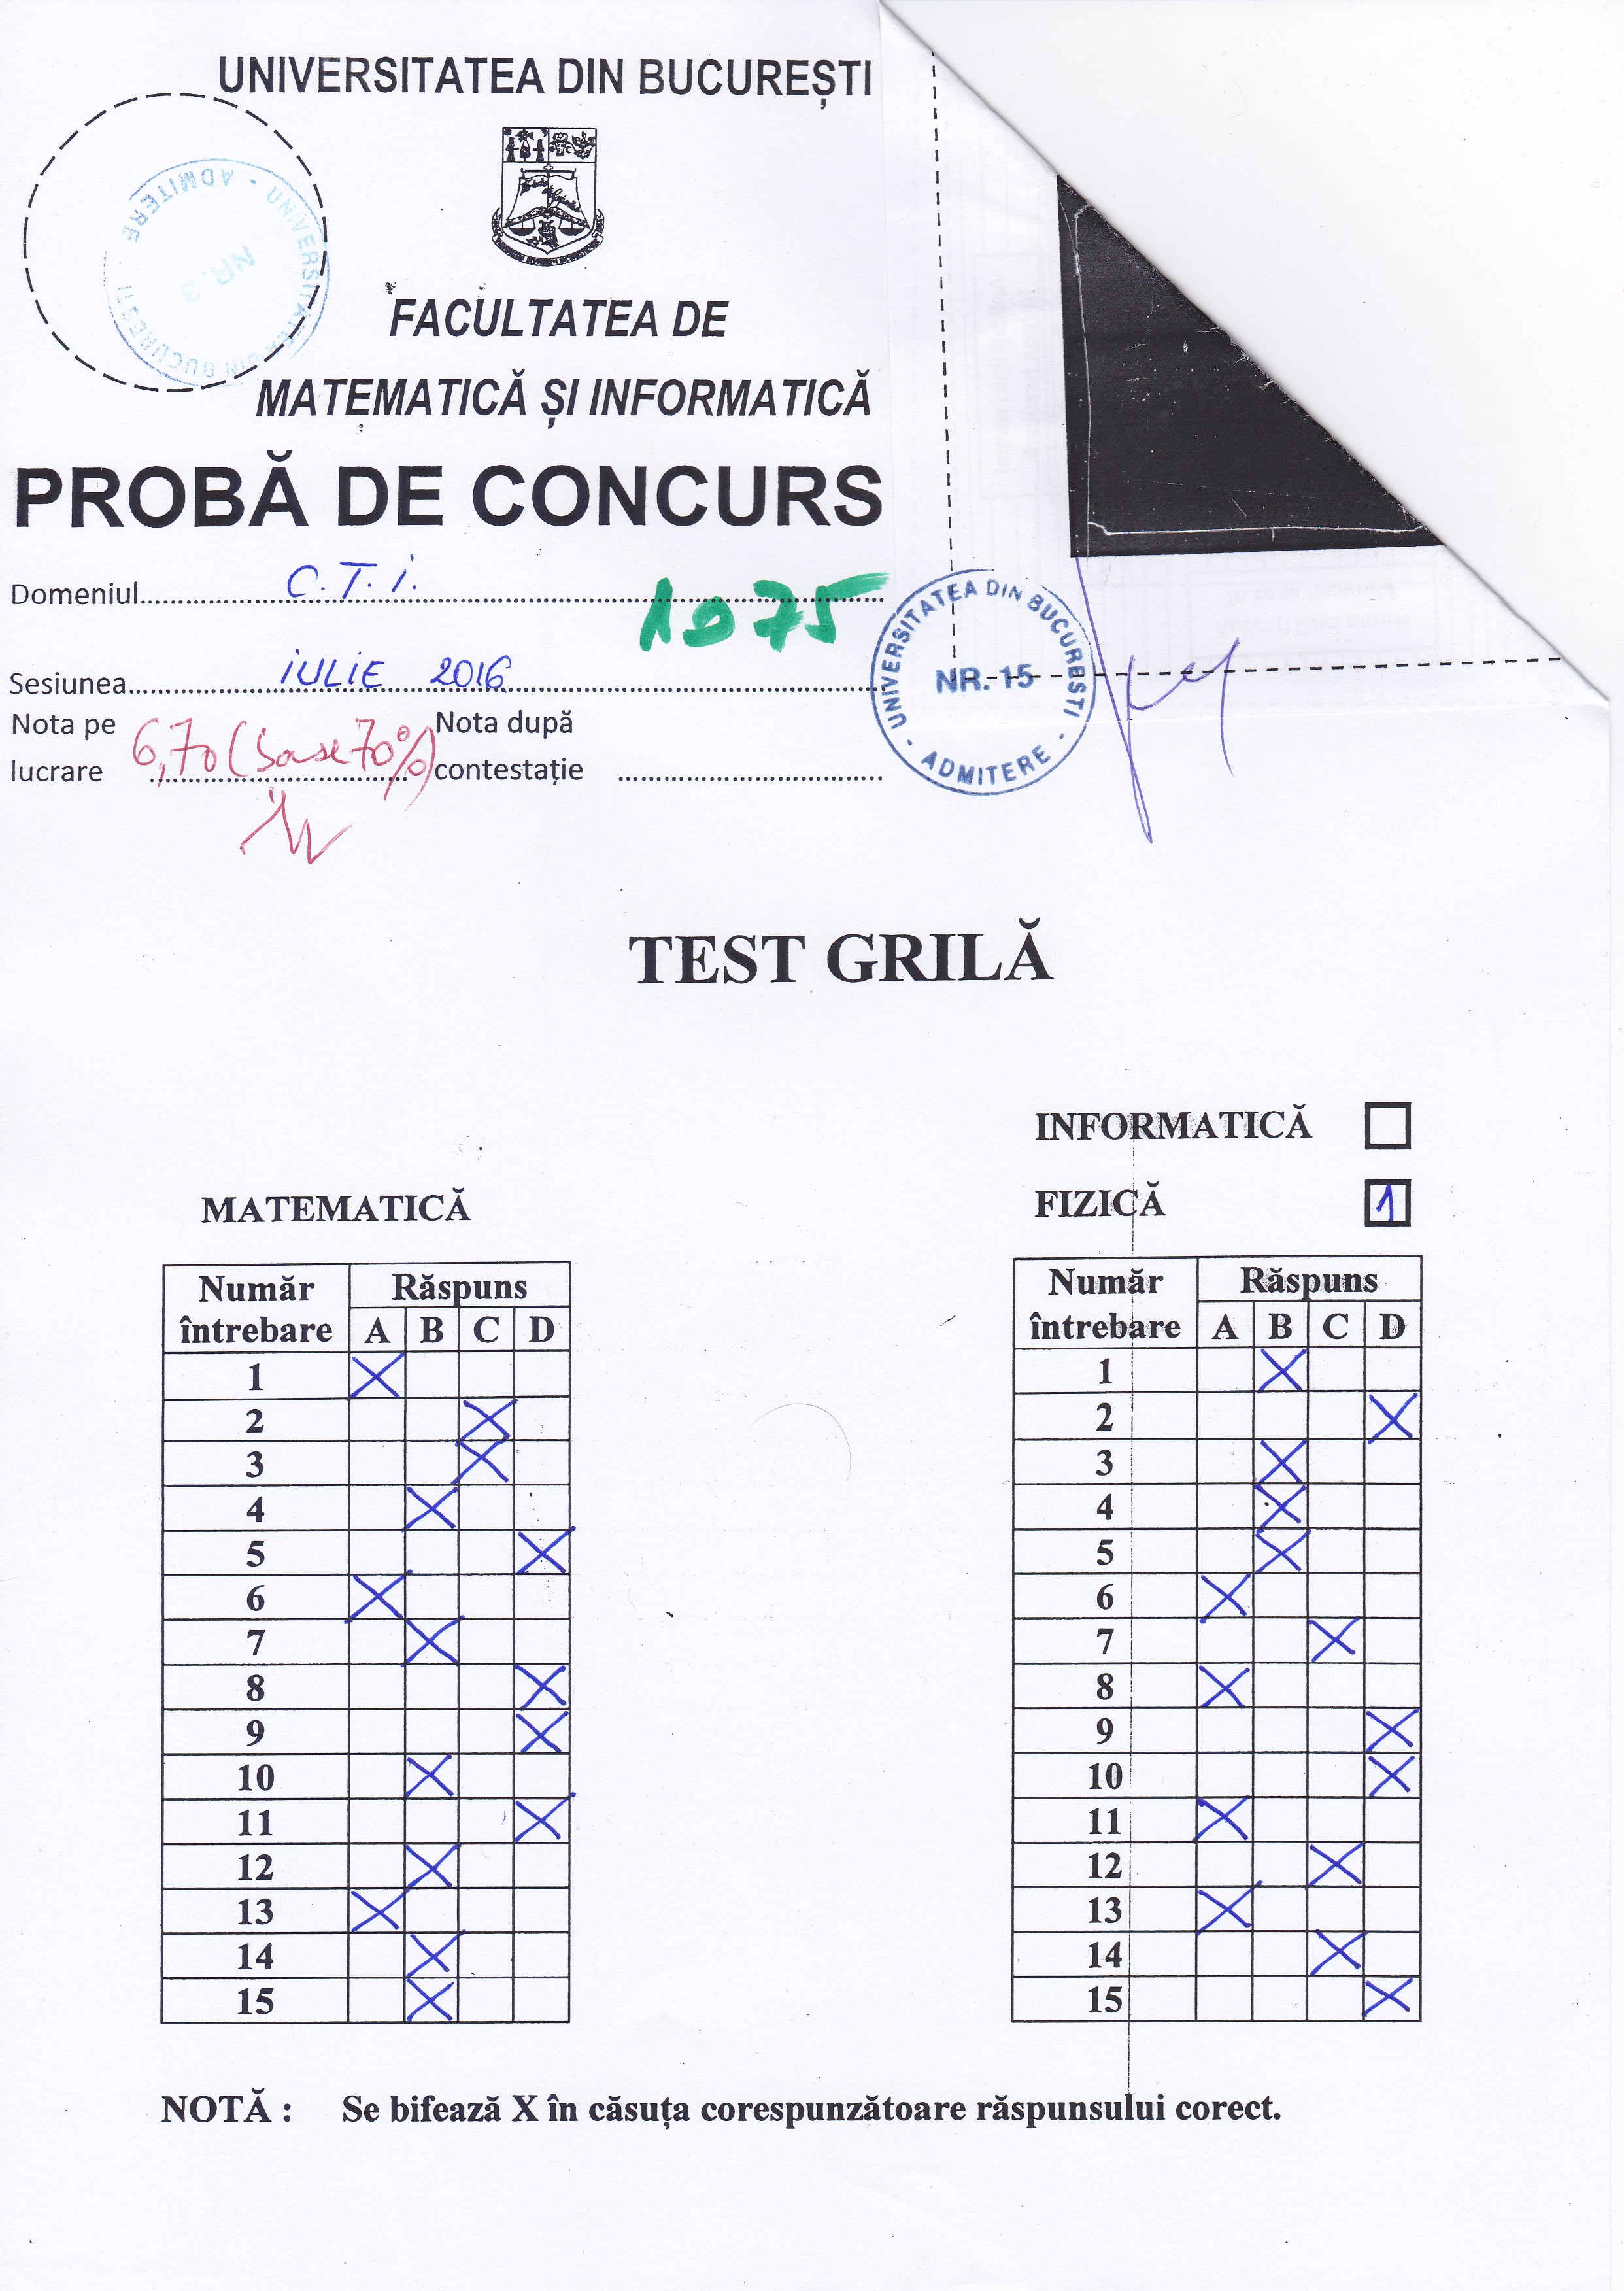 UNIVERSITATEA DIN BUCUREȘTI
UNIVERSITATEA DIN BUCUREȘTI - ADMITERE -
NR. 3
FACULTATEA DE
MATEMATICĂ ȘI INFORMATICĂ
PROBĂ DE CONCURS
Domeniul C.T.I.
1075
Sesiunea IULIE 2016
UNIVERSITATEA DIN BUCUREȘTI - ADMITERE -
NR. 15
Nota pe lucrare 6,70 (        70%)
Nota după contestație
TEST GRILĂ
INFORMATICĂ
FIZICĂ 1
MATEMATICĂ
Număr întrebare Răspuns
A B C D
1 X
2 X
3 X
4 X
5 X
6 X
7 X
8 X
9 X
10 X
11 X
12 X
13 X
14 X
15 X
Număr întrebare Răspuns
A B C D
1 X
2 X
3 X
4 X
5 X
6 X
7 X
8 X
9 X
10 X
11 X
12 X
13 X
14 X
15 X
NOTĂ : Se bifează X în căsuța corespunzătoare răspunsului corect.